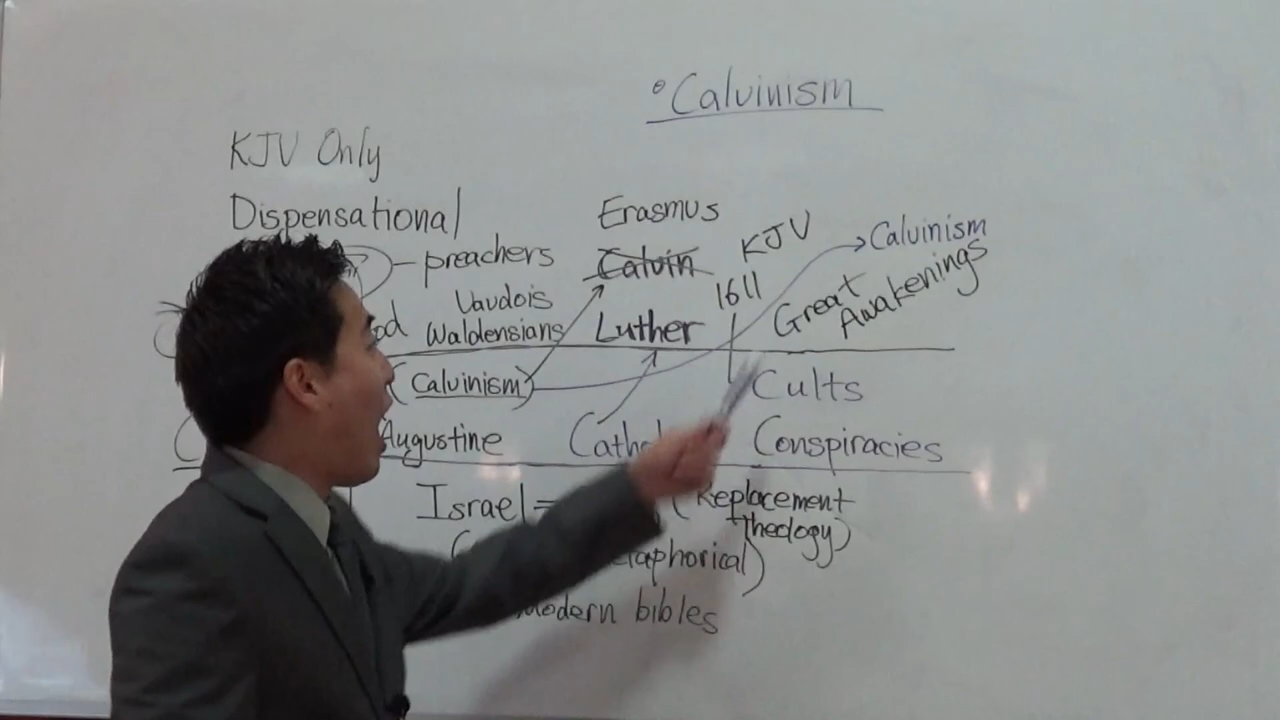 Calvinism
KJV Only
Dispensational Erasmus
preachers Calvin KJV Calvinism
Vaudois 1611 Great Awakenings
Waldensians Luther
(Calvinism) Cults
Augustine Conspiracies
Israel = (Replacement
theology)
modern bibles